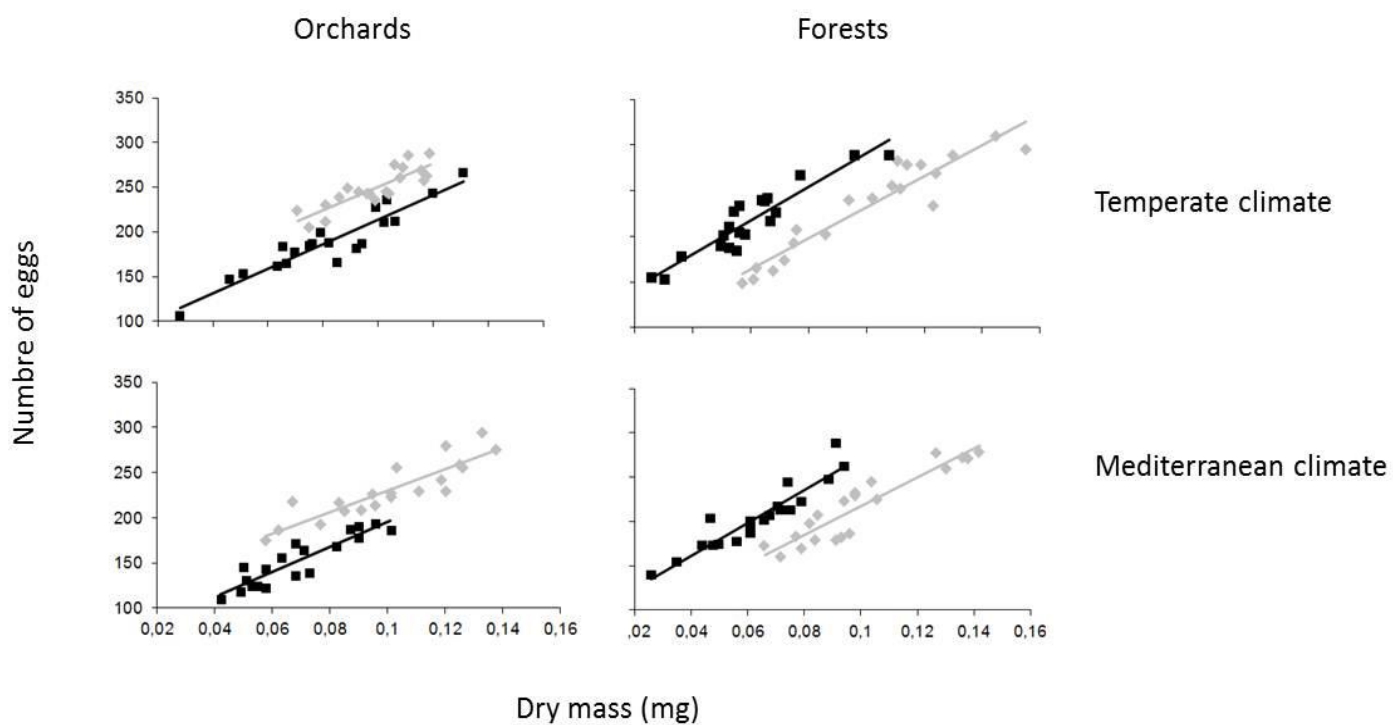 Orchards
Forests
350
300
250
200
150
100
Temperate climate
Numbre of eggs
350
300
250
200
150
100
Mediterranean climate
0,02 0,04 0,06 0,08 0,1 0,12 0,14 0,16
,02 0,04 0,06 0,08 0,1 0,12 0,14 0,16
Dry mass (mg)